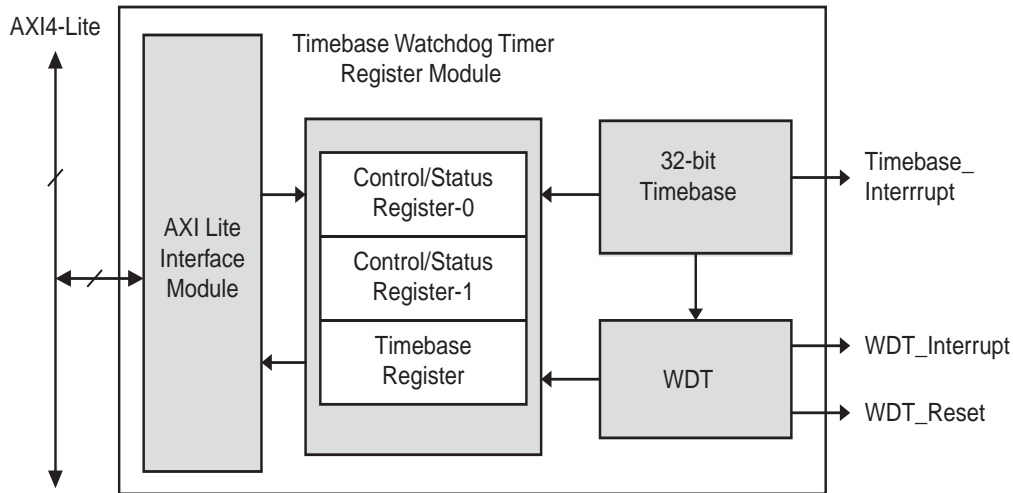 AXI4-Lite
Timebase Watchdog Timer
Register Module
AXI Lite
Interface
Module
Control/Status
Register-0
Control/Status
Register-1
Timebase
Register
32-bit
Timebase
WDT
Timebase_
Interrrupt
WDT_Interrupt
WDT_Reset